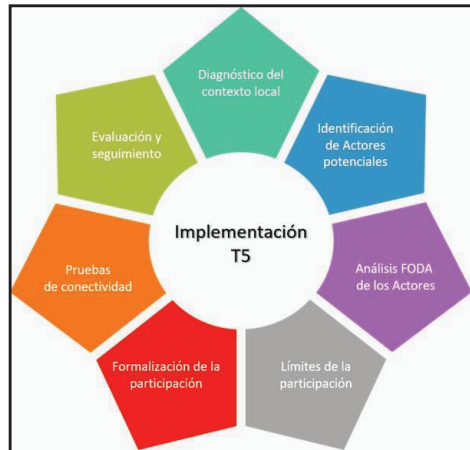 Diagnóstico del
contexto local
Identificación
de Actores
potenciales
Análisis FODA
de los Actores
Límites de la
participación
Formalización de la
participación
Pruebas
de conectividad
Evaluación y
seguimiento
Implementación
T5